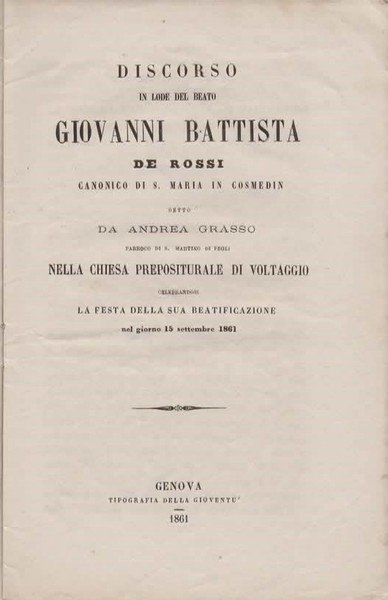 DISCORSO
IN LODE DEL BEATO
GIOVANNI BATTISTA
DE ROSSI
CANONICO DI S. MARIA IN COSMEDIN
DETTO
DA ANDREA GRASSO
PARROCO DI S. MARTINO DI FEOLI
NELLA CHIESA PREPOSITURALE DI VOLTAGGIO
CELEBRANDOSI
LA FESTA DELLA SUA BEATIFICAZIONE
nel giorno 15 settembre 1861
GENOVA
TIPOGRAFIA DELLA GIOVENTU'
1861